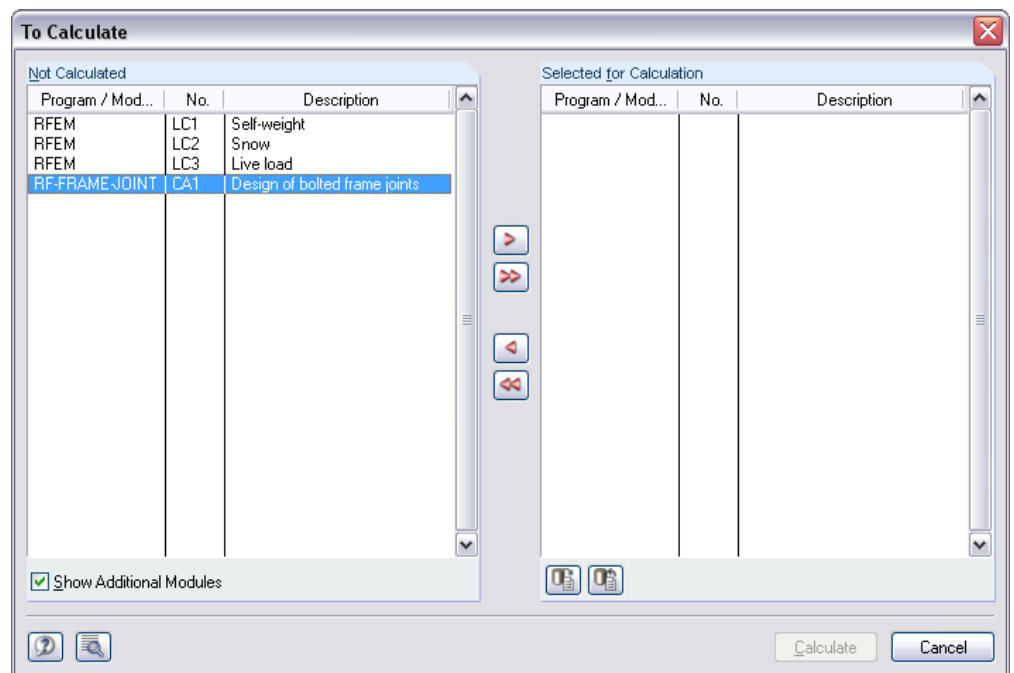 To Calculate
Not Calculated
Program / Mod... No. Description
RFEM LC1 Self-weight
RFEM LC2 Snow
RFEM LC3 Live load
RF-FRAME-JOINT CA1 Design of bolted frame joints
Show Additional Modules
Selected for Calculation
Program / Mod... No. Description
Calculate Cancel